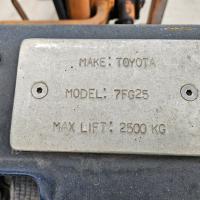 MAKE: TOYOTA
MODEL: 7FG25
MAX LIFT: 2500 KG